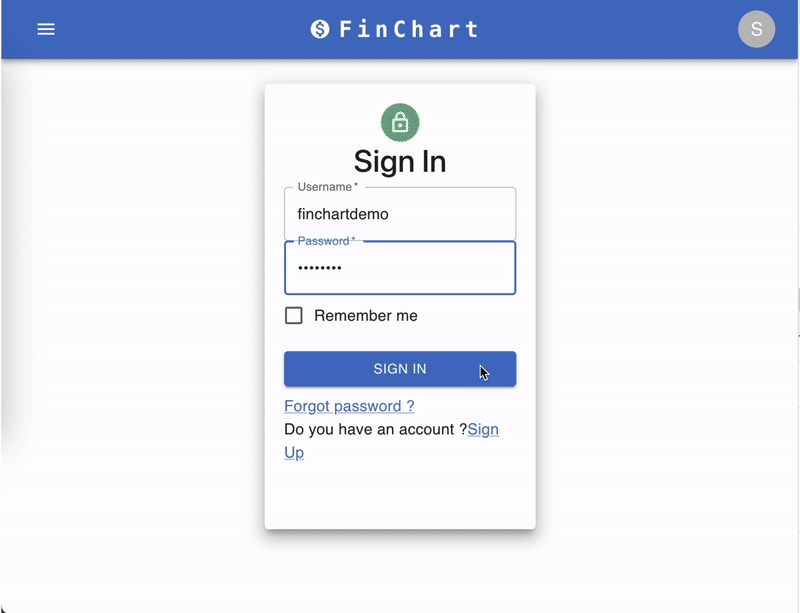 FinChart
S
Sign In
Username *
finchartdemo
Password *
••••••••
Remember me
SIGN IN
Forgot password ?
Do you have an account ?Sign
Up